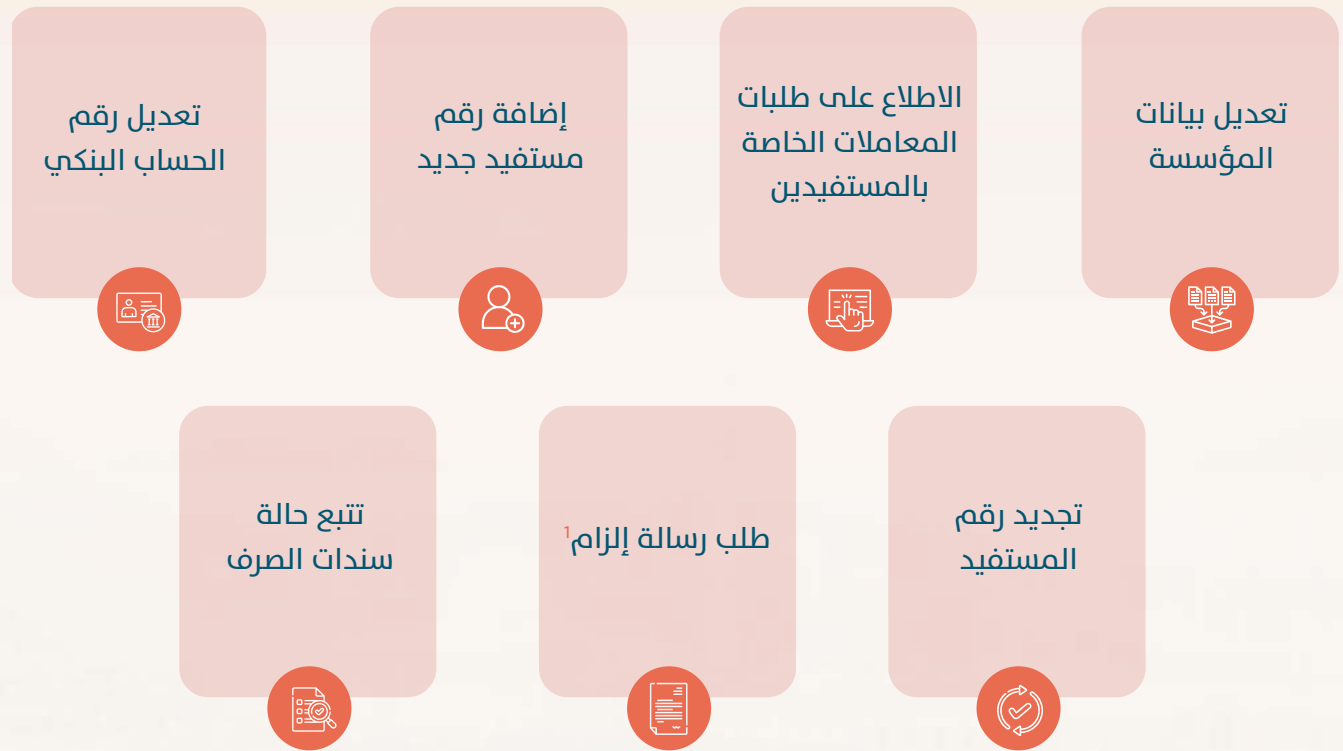 تعديل بيانات
المؤسسة
الاطلاع على طلبات
المعاملات الخاصة
بالمستفيدين
إضافة رقم
مستفيد جديد
تعديل رقم
الحساب البنكي
تجديد رقم
المستفيد
طلب رسالة إلزام1
تتبع حالة
سندات الصرف